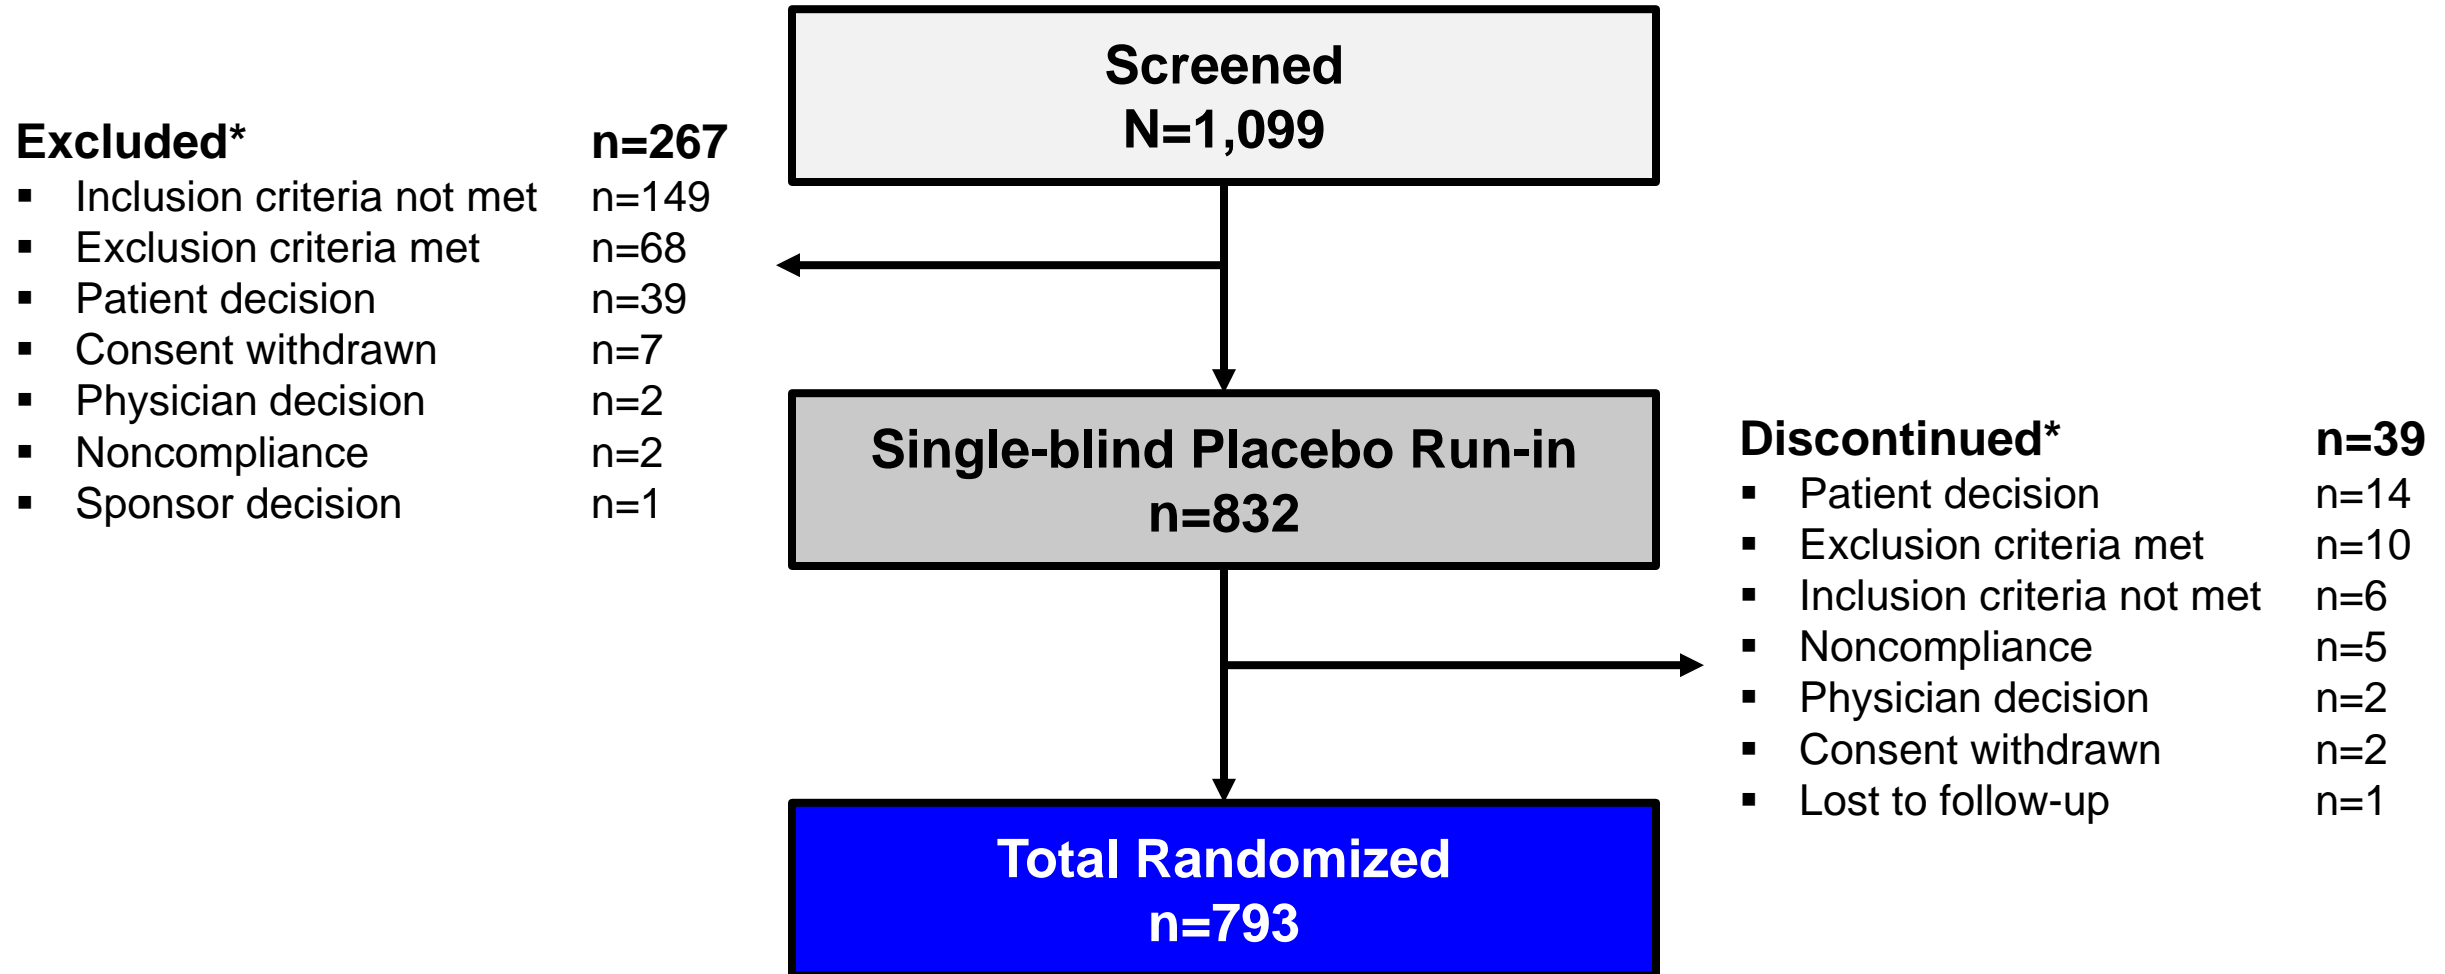 Screened
N=1,099
Excluded* n=267
▪ Inclusion criteria not met n=149
▪ Exclusion criteria met n=68
▪ Patient decision n=39
▪ Consent withdrawn n=7
▪ Physician decision n=2
▪ Noncompliance n=2
▪ Sponsor decision n=1
Single-blind Placebo Run-in
n=832
Discontinued* n=39
▪ Patient decision n=14
▪ Exclusion criteria met n=10
▪ Inclusion criteria not met n=6
▪ Noncompliance n=5
▪ Physician decision n=2
▪ Consent withdrawn n=2
▪ Lost to follow-up n=1
Total Randomized
n=793